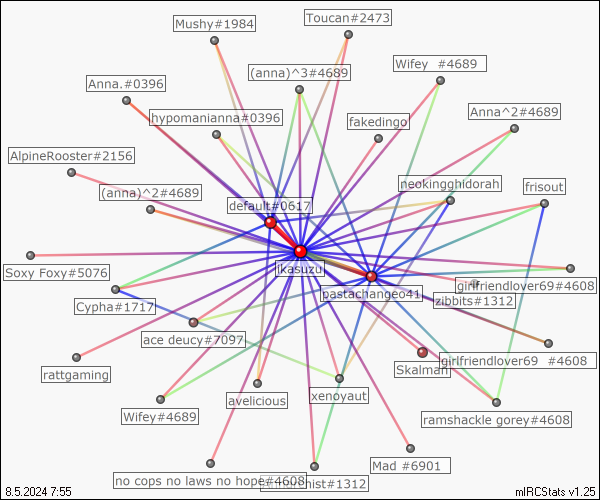 Mushy#1984
Toucan#2473
(anna)^3#4689
Wifey #4689
Anna.#0396
hypomanianna#0396
fakedingo
Anna^2#4689
AlpineRooster#2156
(anna)^2#4689
neokingghidorah
frisout
default#0617
ikasuzu
Soxy Foxy#5076
pastachangeo41
girlfriendlover69#4608
zibbits#1312
Cypha#1717
ace deucy#7097
girlfriendlover69 #4608
Skalman
rattgaming
Wifey#4689
avelicious
xenoyaut
ramshackle gorey#4608
no cops no laws no hope#4608
#1312
Mad #6901
8.5.2024 7:55
mIRCStats v1.25